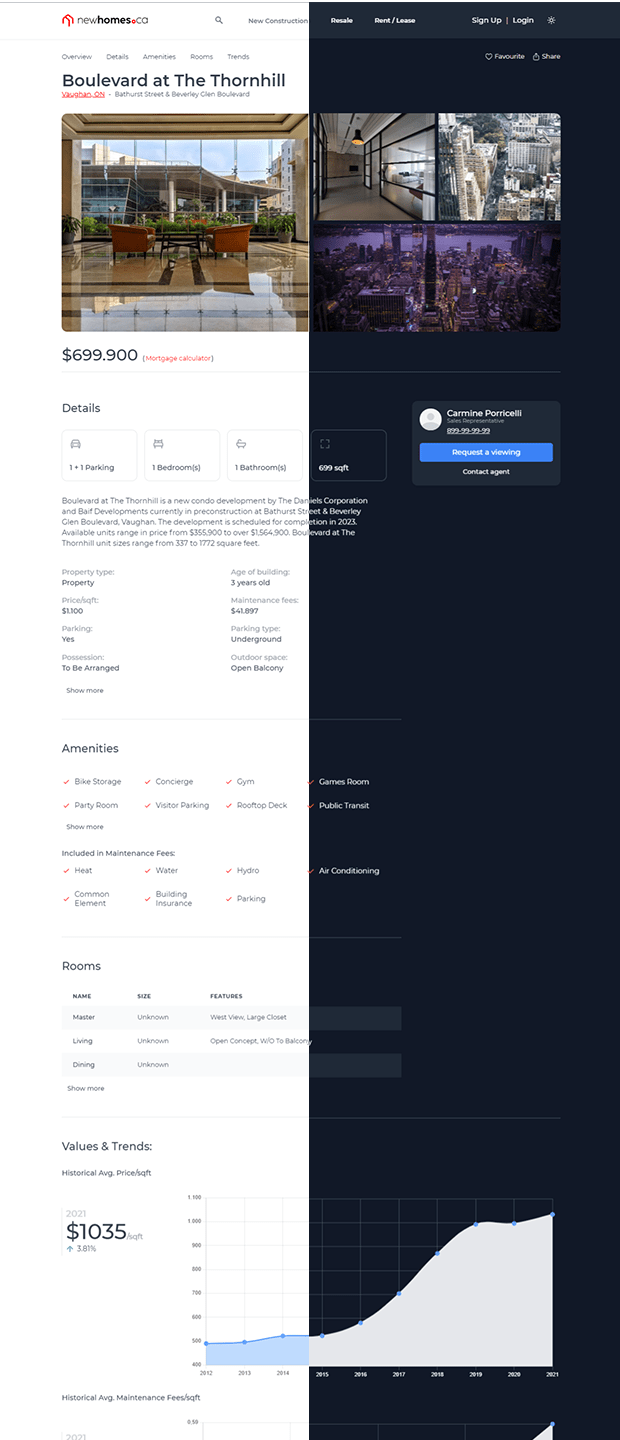 newhomes.ca New Construction Resale Rent / Lease Sign Up | Login
Overview Details Amenities Rooms Trends Favourite Share
Boulevard at The Thornhill
Vaughan, ON - Bathurst Street & Beverley Glen Boulevard
$699.900 (Mortgage calculator)
Details
Carmine Porricelli
Sales Representative
899-99-99-99
Request a viewing
Contact agent
1 + 1 Parking 1 Bedroom(s) 1 Bathroom(s) 699 sqft
Boulevard at The Thornhill is a new condo development by The Daniels Corporation
and Baif Developments currently in preconstruction at Bathurst Street & Beverley
Glen Boulevard, Vaughan. The development is scheduled for completion in 2023.
Available units range in price from $355,900 to over $1,564,900. Boulevard at The
Thornhill unit sizes range from 337 to 1772 square feet.
Property type: Age of building:
Property 3 years old
Price/sqft: Maintenance fees:
$1.100 $41.897
Parking: Parking type:
Yes Underground
Possession: Outdoor space:
To Be Arranged Open Balcony
Show more
Amenities
Bike Storage Concierge Gym Games Room
Party Room Visitor Parking Rooftop Deck Public Transit
Show more
Included in Maintenance Fees:
Heat Water Hydro Air Conditioning
Common Element Building Insurance Parking
Rooms
NAME SIZE FEATURES
Master Unknown West View, Large Closet
Living Unknown Open Concept, W/O To Balcony
Dining Unknown
Show more
Values & Trends:
Historical Avg. Price/sqft
2021
$1035/sqft
3.81%
1.100
1.000
900
800
700
600
500
400
2012 2013 2014 2015 2016 2017 2018 2019 2020 2021
Historical Avg. Maintenance Fees/sqft
0,50
2021